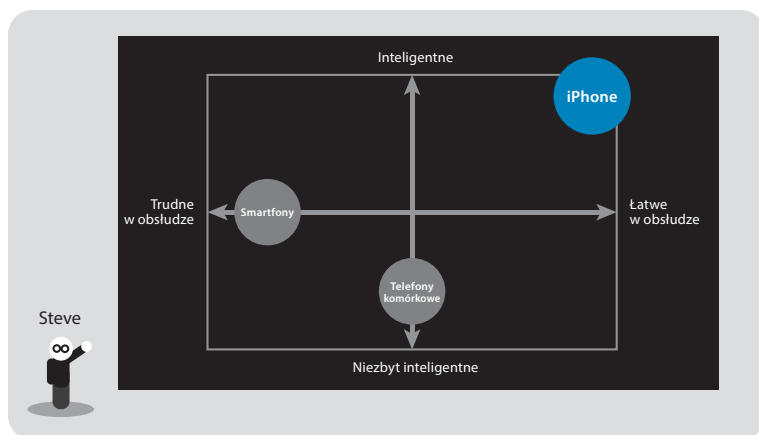 Inteligentne
iPhone
Trudne
w obsłudze
Smartfony
Łatwe
w obsłudze
Telefony
komórkowe
Steve
Niezbyt inteligentne